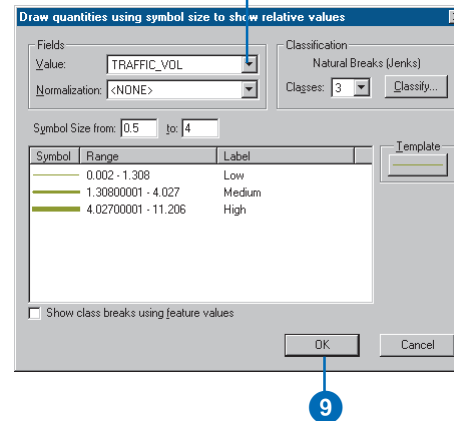 Draw quantities using symbol size to show relative values
Fields
Value: TRAFFIC_VOL
Normalization: <NONE>
Classification
Natural Breaks (Jenks)
Classes: 3 Classify...
Symbol Size from: 0.5 to: 4
Symbol Range Label
0.002 - 1.308 Low
1.30800001 - 4.027 Medium
4.02700001 - 11.206 High
Template
Show class breaks using feature values
OK Cancel
9